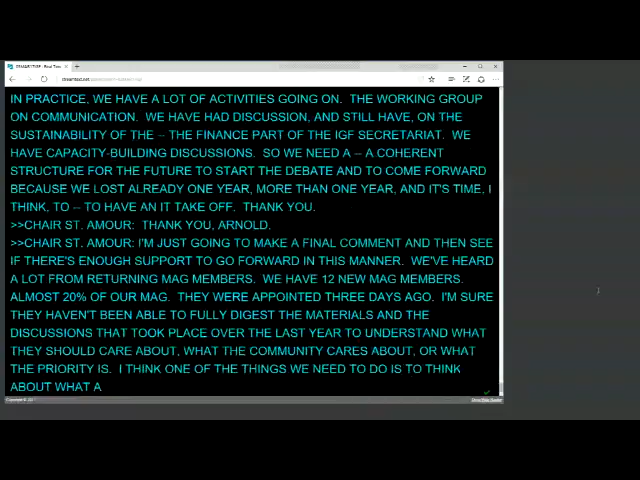 IN PRACTICE, WE HAVE A LOT OF ACTIVITIES GOING ON.  THE WORKING GROUP
ON COMMUNICATION.  WE HAVE HAD DISCUSSION, AND STILL HAVE, ON THE
SUSTAINABILITY OF THE -- THE FINANCE PART OF THE IGF SECRETARIAT.  WE
HAVE CAPACITY-BUILDING DISCUSSIONS.  SO WE NEED A -- A COHERENT
STRUCTURE FOR THE FUTURE TO START THE DEBATE AND TO COME FORWARD
BECAUSE WE LOST ALREADY ONE YEAR, MORE THAN ONE YEAR, AND IT'S TIME, I
THINK, TO -- TO HAVE AN IT TAKE OFF.  THANK YOU.
>>CHAIR ST. AMOUR:  THANK YOU, ARNOLD.
>>CHAIR ST. AMOUR: I'M JUST GOING TO MAKE A FINAL COMMENT AND THEN SEE
IF THERE'S ENOUGH SUPPORT TO GO FORWARD IN THIS MANNER.  WE'VE HEARD
A LOT FROM RETURNING MAG MEMBERS.  WE HAVE 12 NEW MAG MEMBERS.
ALMOST 20% OF OUR MAG.  THEY WERE APPOINTED THREE DAYS AGO.  I'M SURE
THEY HAVEN'T BEEN ABLE TO FULLY DIGEST THE MATERIALS AND THE
DISCUSSIONS THAT TOOK PLACE OVER THE LAST YEAR TO UNDERSTAND WHAT
THEY SHOULD CARE ABOUT, WHAT THE COMMUNITY CARES ABOUT, OR WHAT
THE PRIORITY IS.  I THINK ONE OF THE THINGS WE NEED TO DO IS TO THINK
ABOUT WHAT A